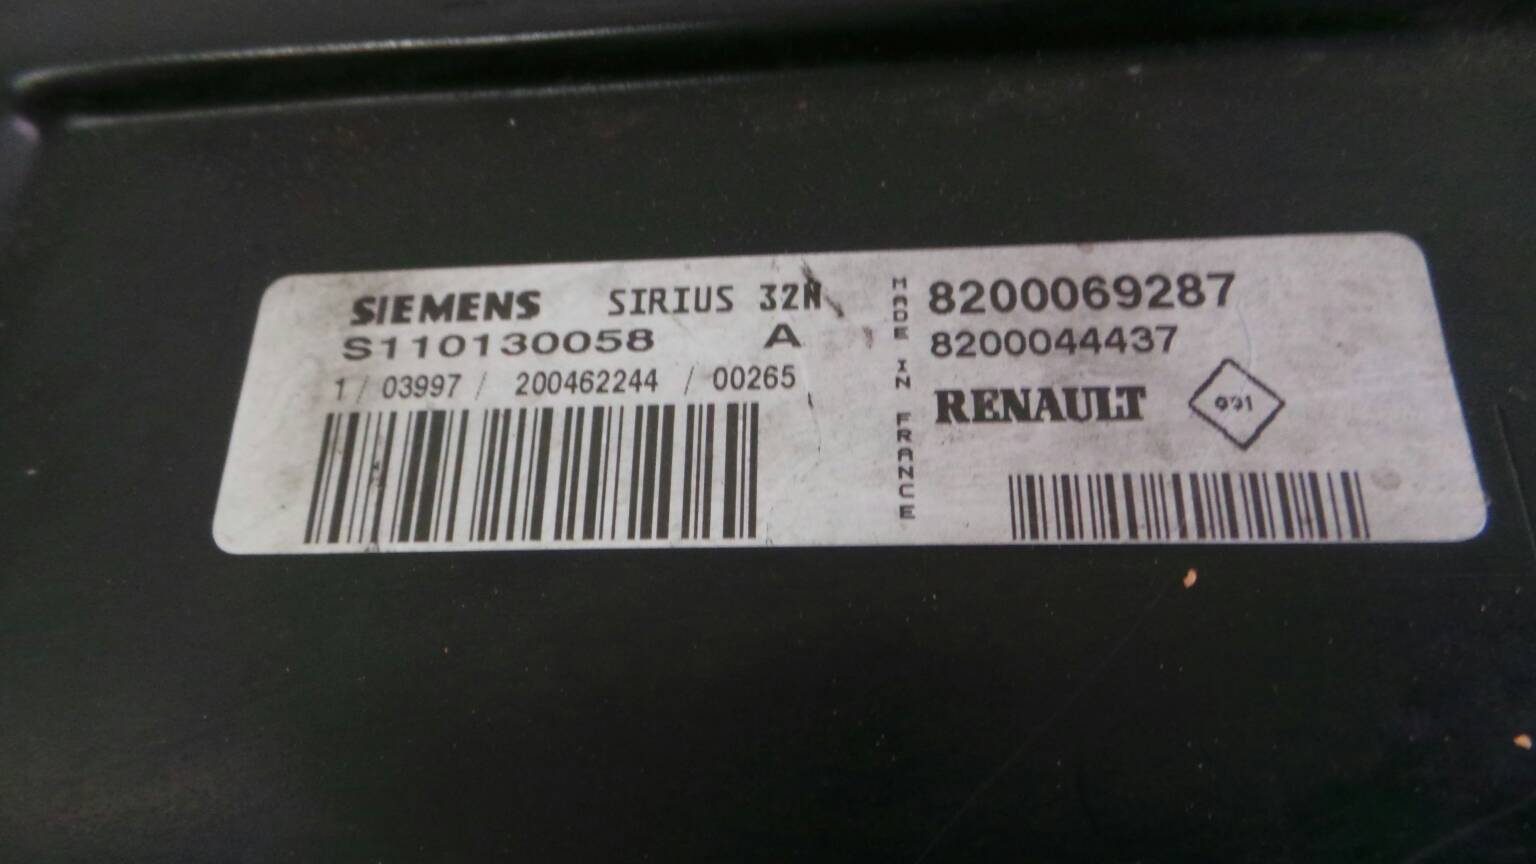 SIEMENS SIRIUS 32N
S110130058 A
1 / 03997 / 200462244 / 00265
MADE IN FRANCE
8200069287
8200044437
RENAULT